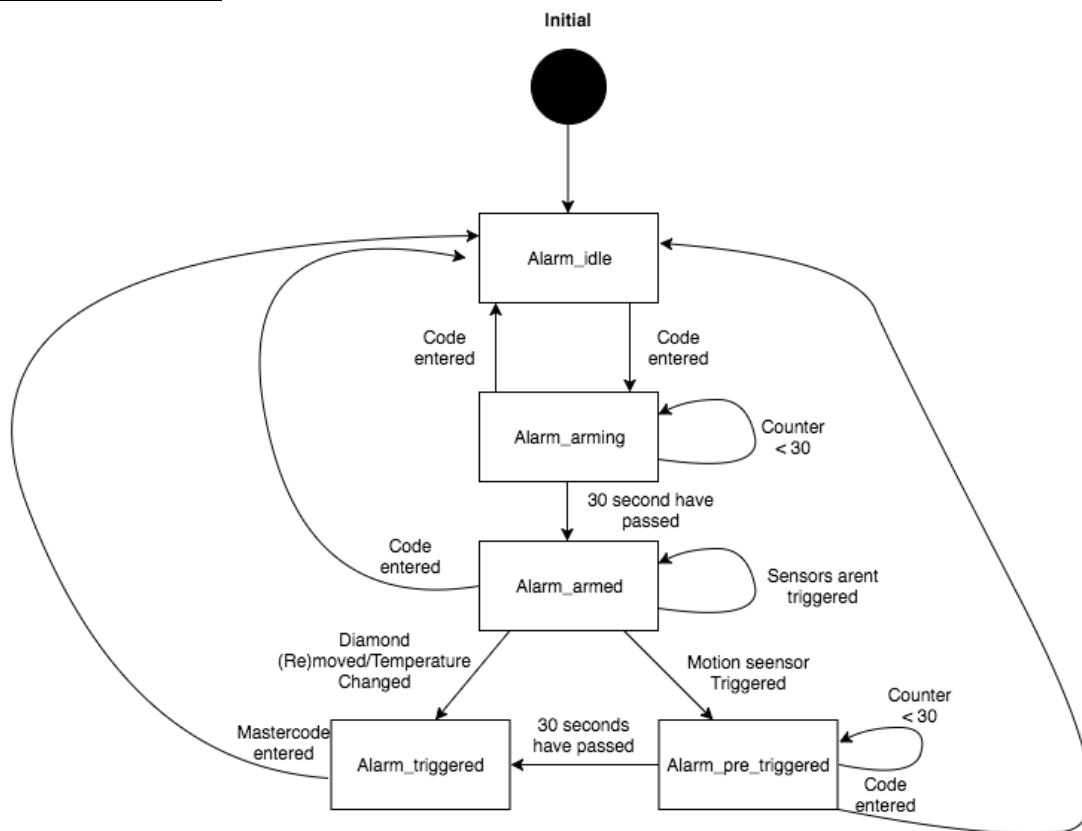 Initial
Alarm_idle
Code
entered
Code
entered
Alarm_arming
Counter
< 30
30 second have
passed
Code
entered
Alarm_armed
Sensors arent
triggered
Diamond
(Re)moved/Temperature
Changed
Motion seensor
Triggered
Counter
< 30
Mastercode
entered
30 seconds
have passed
Alarm_triggered
Alarm_pre_triggered
Code
entered